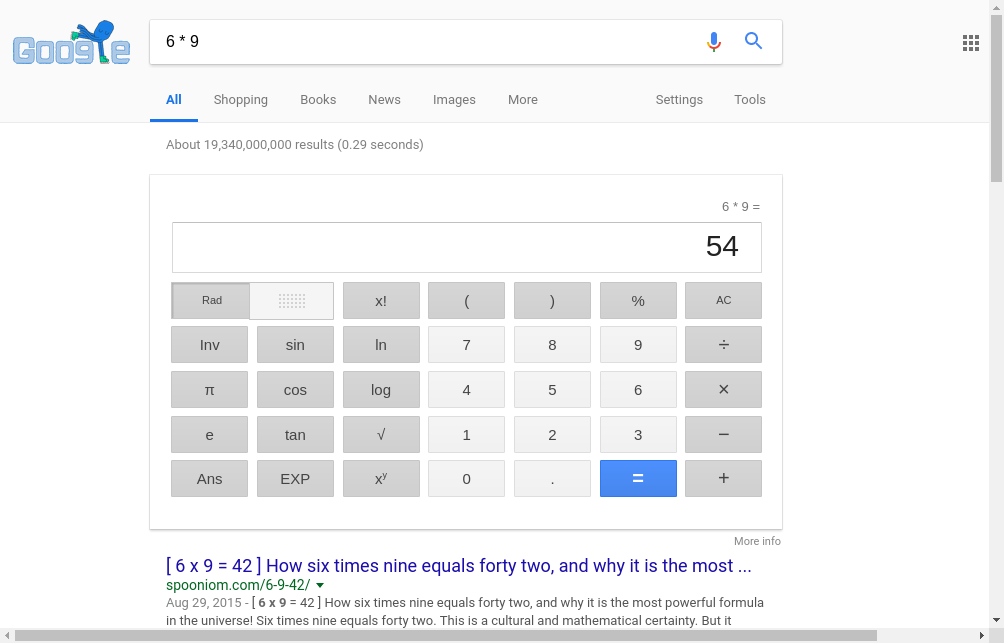 Google
6 * 9
All Shopping Books News Images More Settings Tools
About 19,340,000,000 results (0.29 seconds)
6 * 9 =
54
Rad x! ( ) % AC
Inv sin ln 7 8 9 ÷
π cos log 4 5 6 ×
e tan √ 1 2 3 −
Ans EXP xʸ 0 . = +
More info
[ 6 x 9 = 42 ] How six times nine equals forty two, and why it is the most ...
spooniom.com/6-9-42/
Aug 29, 2015 - [ 6 x 9 = 42 ] How six times nine equals forty two, and why it is the most powerful formula
in the universe! Six times nine equals forty two. This is a cultural and mathematical certainty. But it